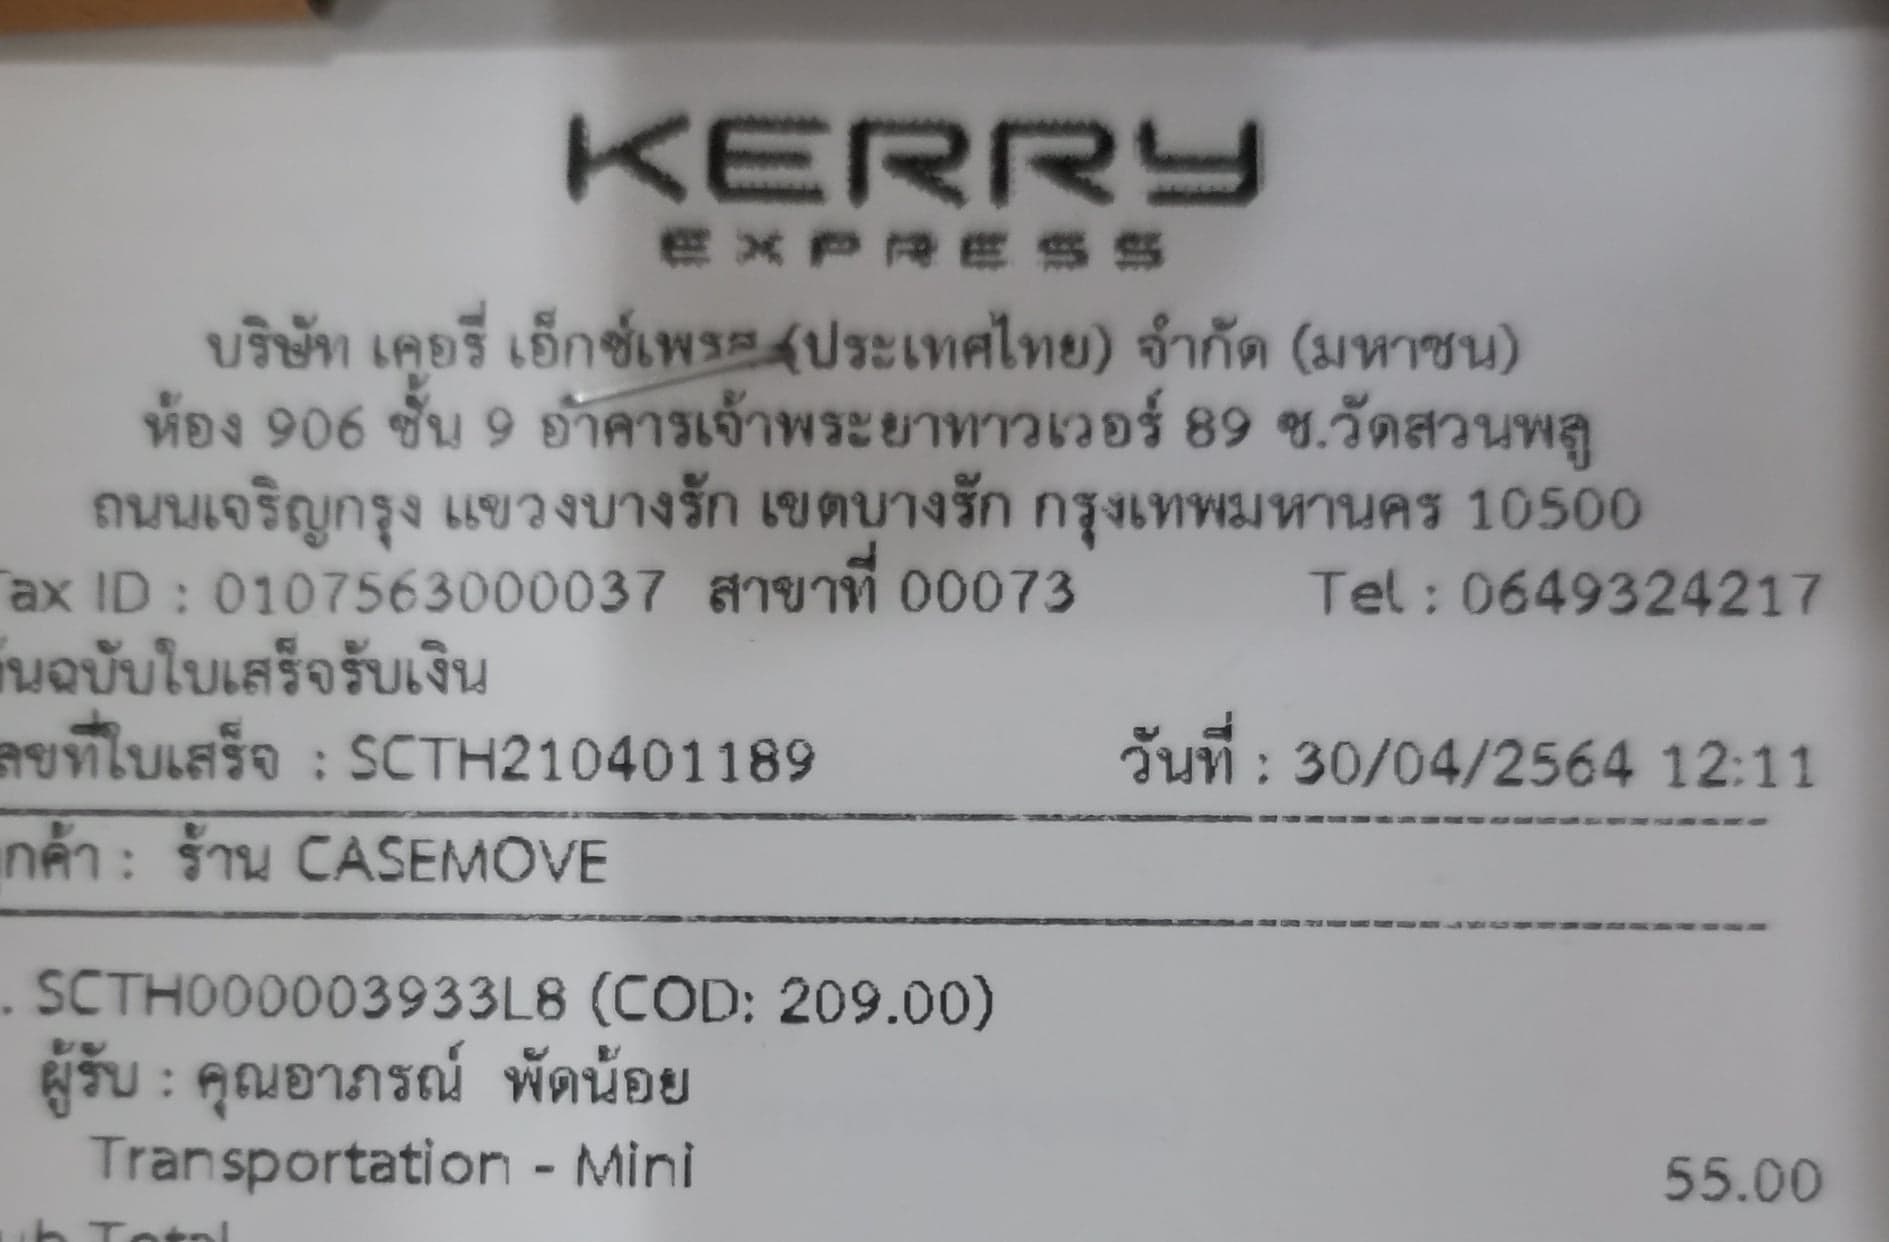 KERRY
EXPRESS
บริษัท เคอรี่ เอ็กซ์เพรส (ประเทศไทย) จำกัด (มหาชน)
ห้อง 906 ชั้น 9 อาคารเจ้าพระยาทาวเวอร์ 89 ซ.วัดสวนพลู
ถนนเจริญกรุง แขวงบางรัก เขตบางรัก กรุงเทพมหานคร 10500
Tax ID : 0107563000037 สาขาที่ 00073 Tel : 0649324217
ต้นฉบับใบเสร็จรับเงิน
เลขที่ใบเสร็จ : SCTH210401189 วันที่ : 30/04/2564 12:11
ลูกค้า : ร้าน CASEMOVE
. SCTH000003933L8 (COD: 209.00)
ผู้รับ : คุณอาภรณ์ พัดน้อย
Transportation - Mini 55.00
Sub Total